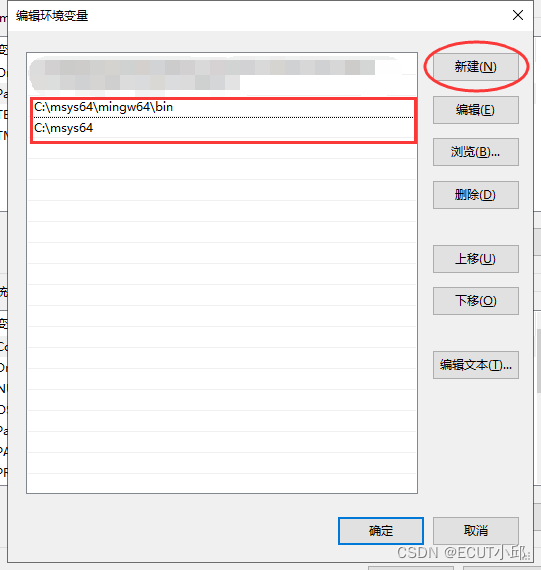 编辑环境变量
新建(N)
C:\msys64\mingw64\bin
C:\msys64
编辑(E)
浏览(B)...
删除(D)
上移(U)
下移(O)
编辑文本(T)...
确定
取消
CSDN @ECUT小邱